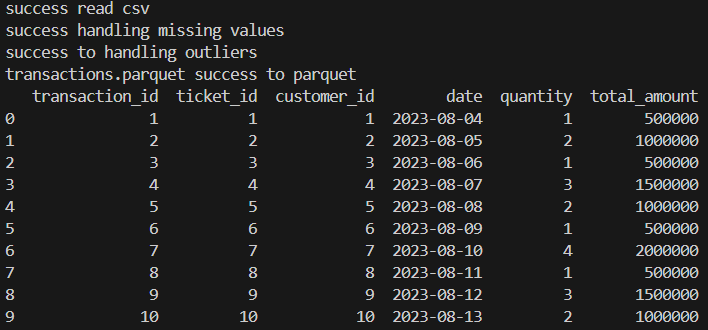 success read csv
success handling missing values
success to handling outliers
transactions.parquet success to parquet
   transaction_id  ticket_id  customer_id        date  quantity  total_amount
0               1          1            1  2023-08-04         1        500000
1               2          2            2  2023-08-05         2       1000000
2               3          3            3  2023-08-06         1        500000
3               4          4            4  2023-08-07         3       1500000
4               5          5            5  2023-08-08         2       1000000
5               6          6            6  2023-08-09         1        500000
6               7          7            7  2023-08-10         4       2000000
7               8          8            8  2023-08-11         1        500000
8               9          9            9  2023-08-12         3       1500000
9              10         10           10  2023-08-13         2       1000000